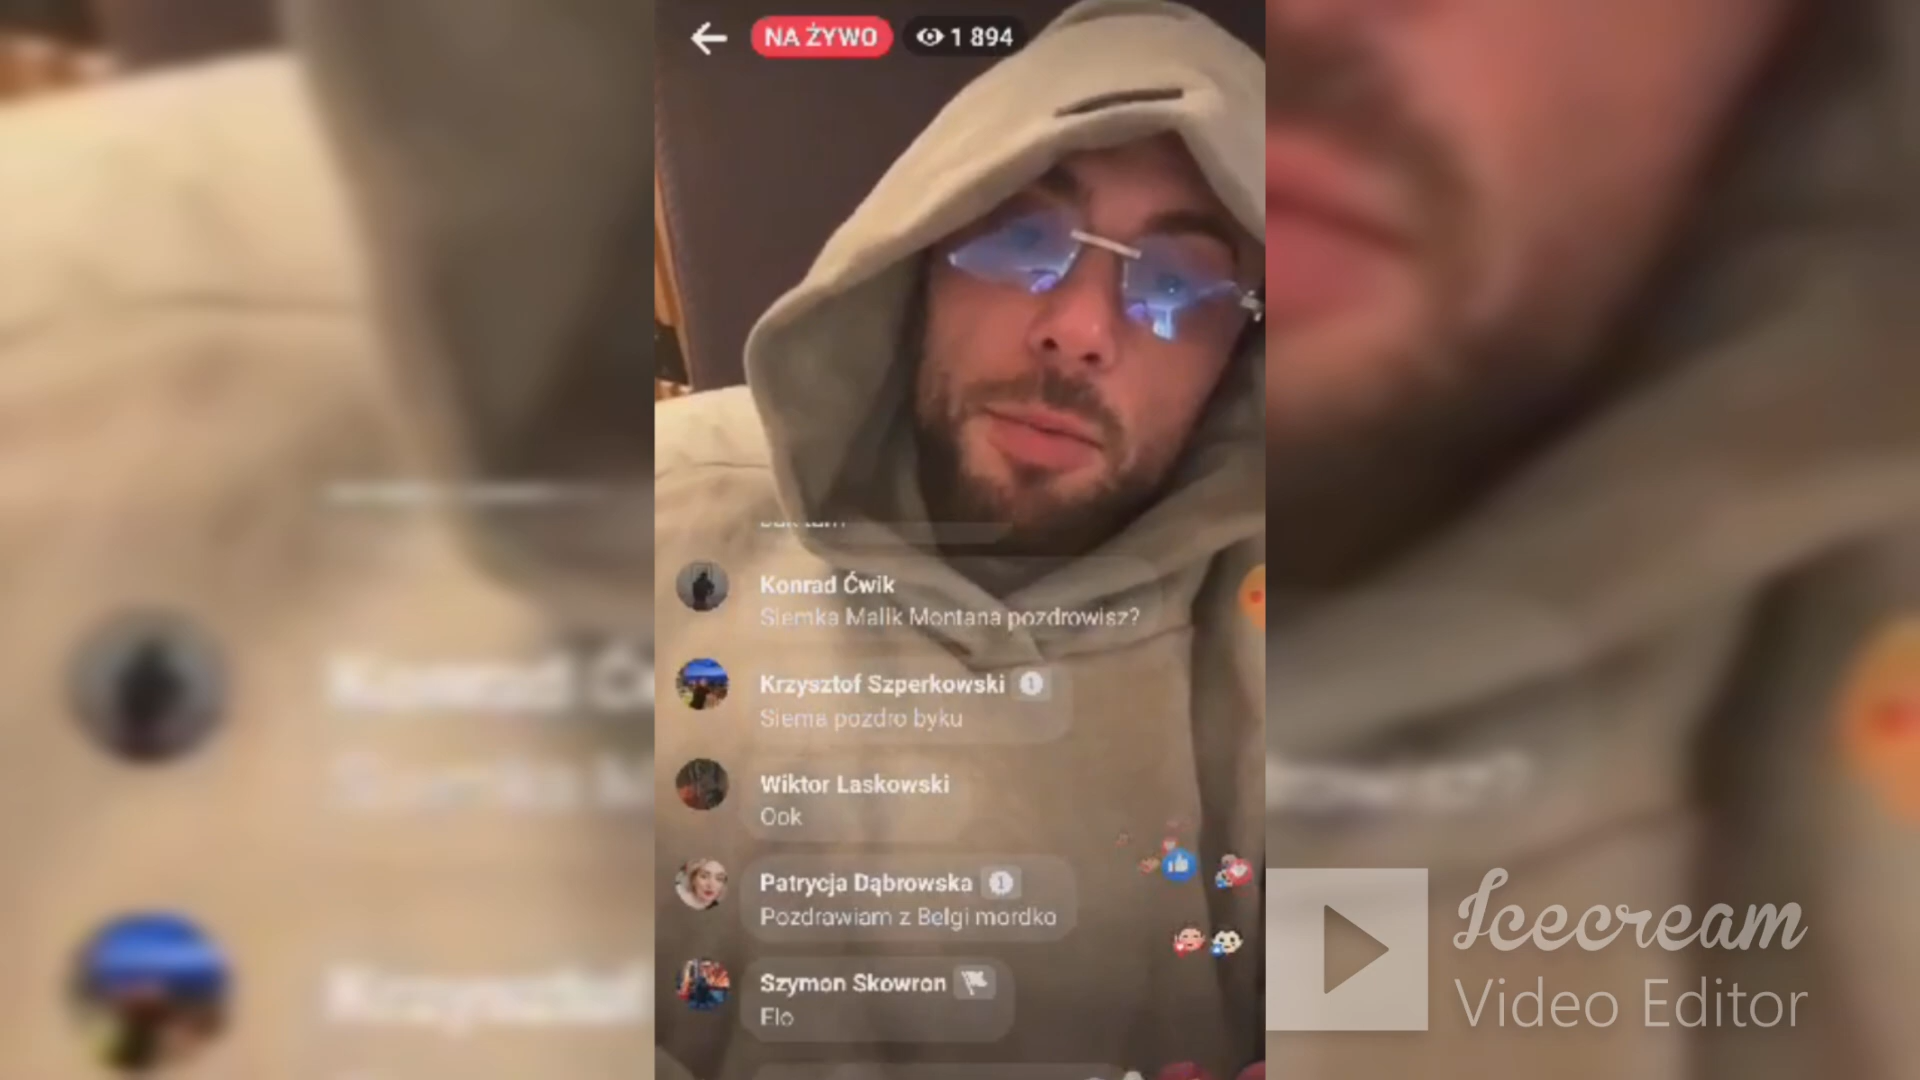 NA ŻYWO
1 894
Konrad Ćwik
Siemka Malik Montana pozdrowisz?
Krzysztof Szperkowski
Siema pozdro byku
Wiktor Laskowski
Ook
Patrycja Dąbrowska
Pozdrawiam z Belgi mordko
Szymon Skowron
Elo
Icecream
Video Editor